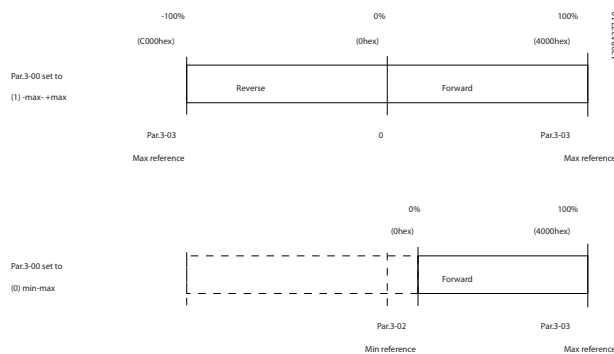 -100% 0% 100%
(C000hex) (0hex) (4000hex)
Par.3-00 set to
(1) -max- +max
Reverse Forward
Par.3-03 0 Par.3-03
Max reference Max reference
0% 100%
(0hex) (4000hex)
Par.3-00 set to
(0) min-max
Forward
Par.3-02 Par.3-03
Min reference Max reference